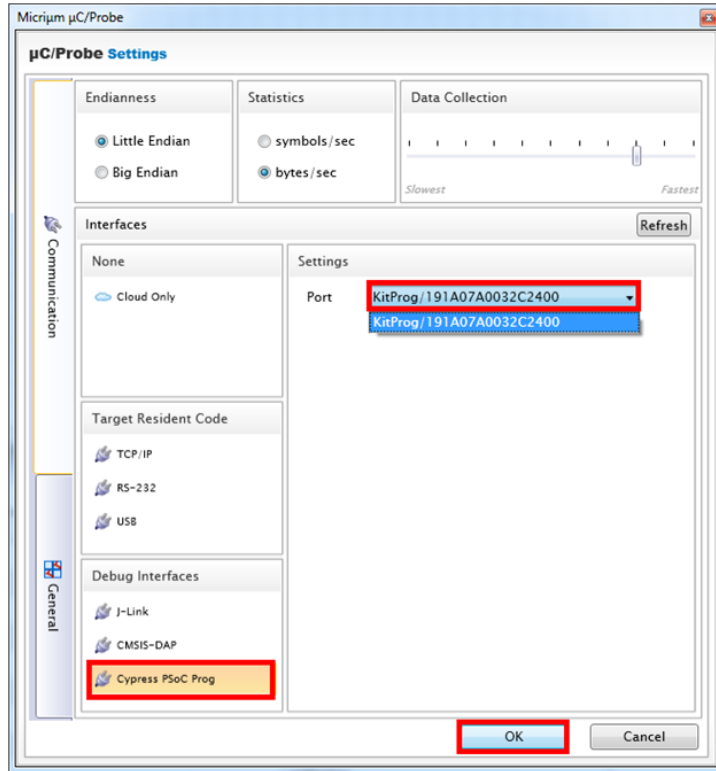 Micriµm µC/Probe
µC/Probe Settings
Endianness
Little Endian
Big Endian
Statistics
symbols/sec
bytes/sec
Data Collection
Slowest
Fastest
Communication
General
Interfaces
Refresh
None
Cloud Only
Target Resident Code
TCP/IP
RS-232
USB
Debug Interfaces
J-Link
CMSIS-DAP
Cypress PSoC Prog
Settings
Port
KitProg/191A07A0032C2400
KitProg/191A07A0032C2400
OK
Cancel